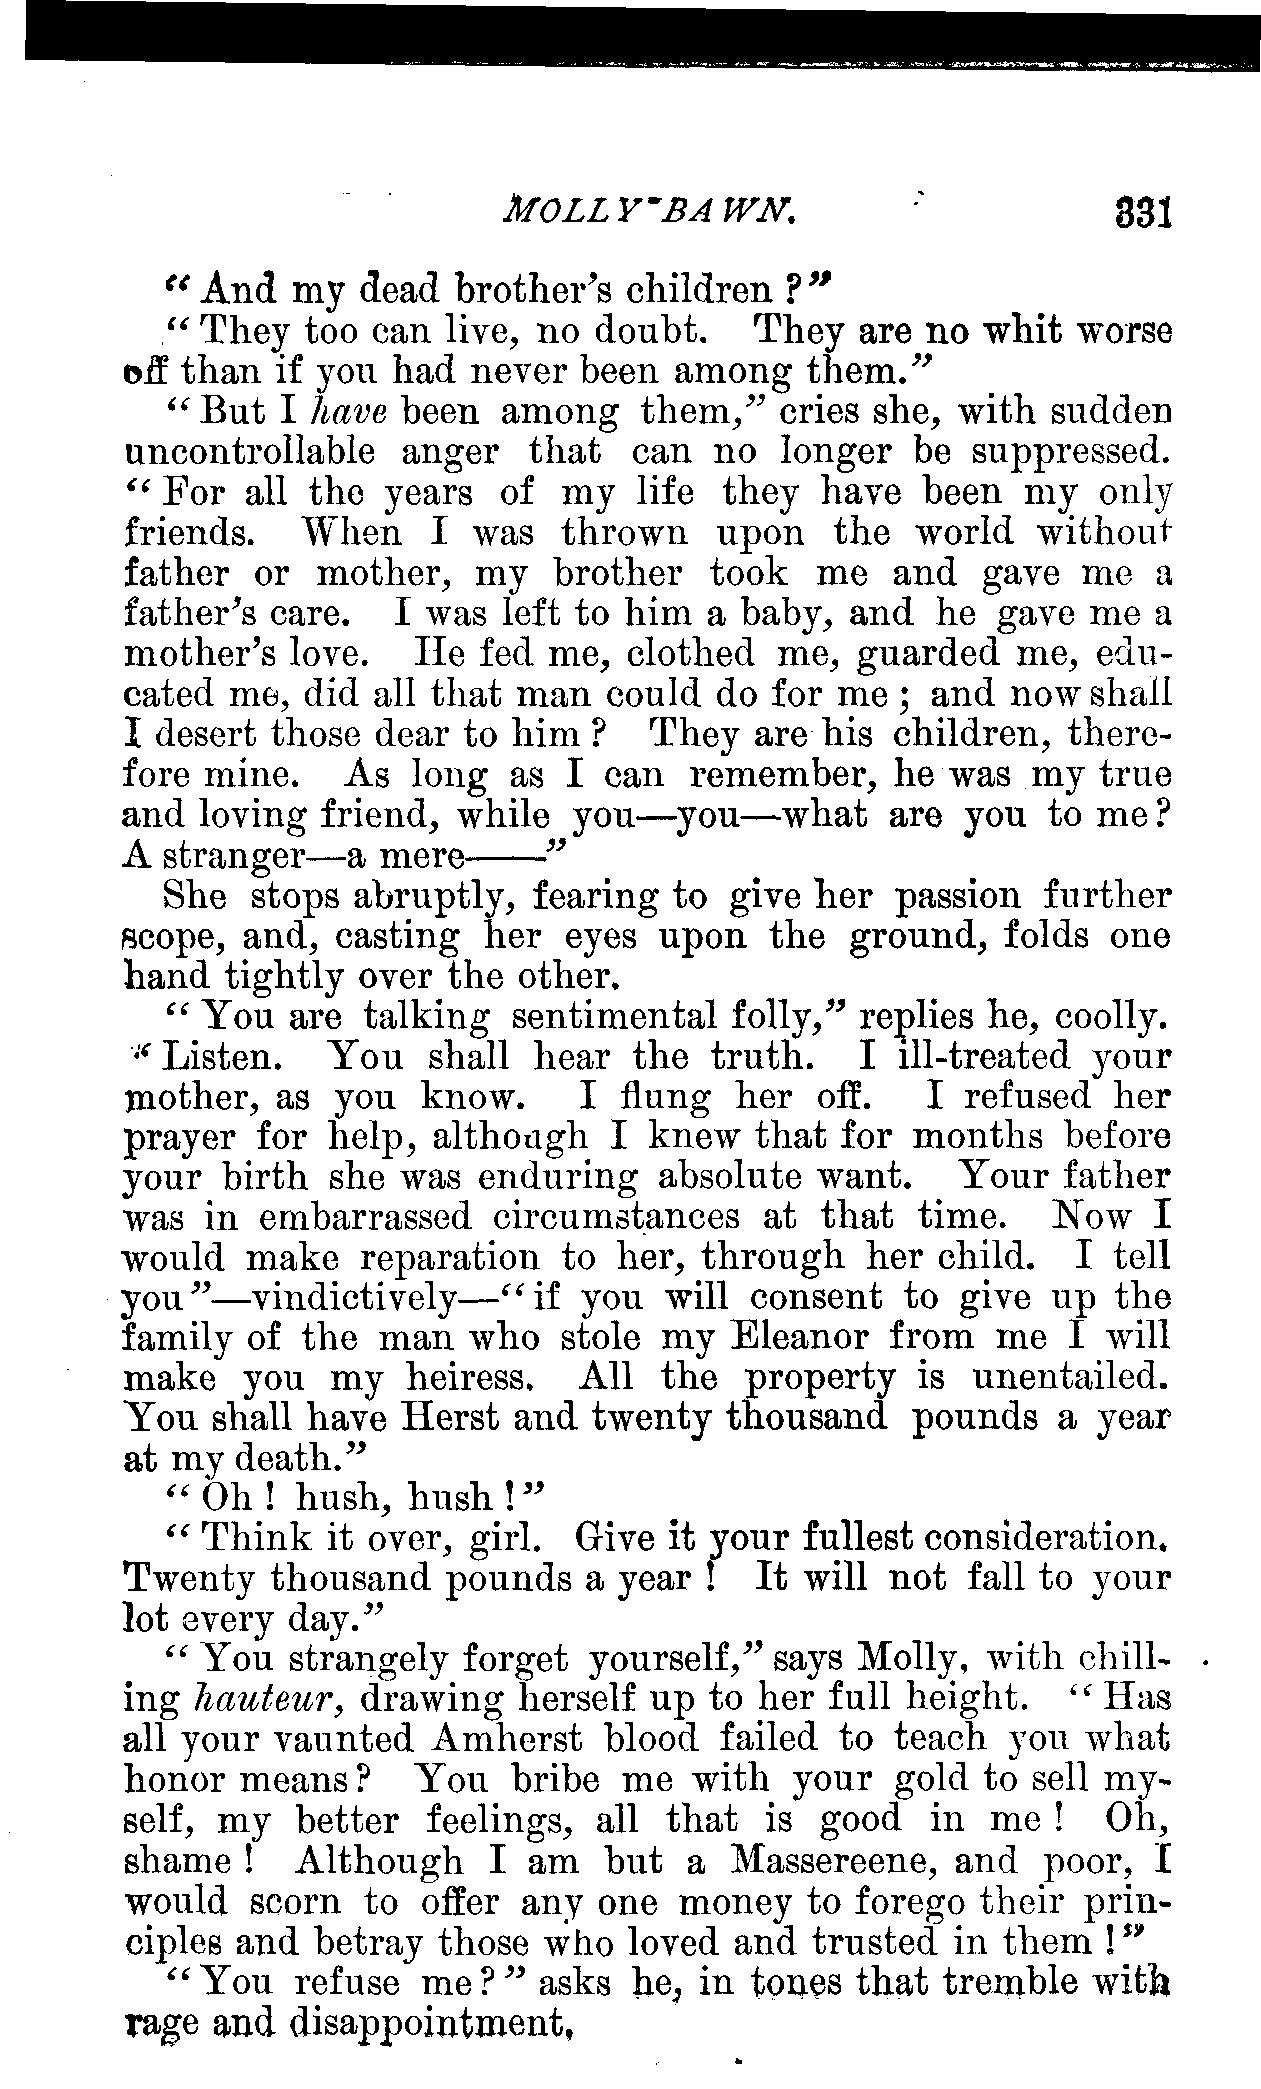 MOLLY BAWN. 331
"And my dead brother's children?"
"They too can live, no doubt. They are no whit worse
off than if you had never been among them."
"But I have been among them," cries she, with sudden
uncontrollable anger that can no longer be suppressed.
"For all the years of my life they have been my only
friends. When I was thrown upon the world without
father or mother, my brother took me and gave me a
father's care. I was left to him a baby, and he gave me a
mother's love. He fed me, clothed me, guarded me, edu-
cated me, did all that man could do for me; and now shall
I desert those dear to him? They are his children, there-
fore mine. As long as I can remember, he was my true
and loving friend, while you—you—what are you to me?
A stranger—a mere——"
She stops abruptly, fearing to give her passion further
scope, and, casting her eyes upon the ground, folds one
hand tightly over the other.
"You are talking sentimental folly," replies he, coolly.
"Listen. You shall hear the truth. I ill-treated your
mother, as you know. I flung her off. I refused her
prayer for help, although I knew that for months before
your birth she was enduring absolute want. Your father
was in embarrassed circumstances at that time. Now I
would make reparation to her, through her child. I tell
you"—vindictively—"if you will consent to give up the
family of the man who stole my Eleanor from me I will
make you my heiress. All the property is unentailed.
You shall have Herst and twenty thousand pounds a year
at my death."
"Oh! hush, hush!"
"Think it over, girl. Give it your fullest consideration.
Twenty thousand pounds a year! It will not fall to your
lot every day."
"You strangely forget yourself," says Molly, with chill-
ing hauteur, drawing herself up to her full height. "Has
all your vaunted Amherst blood failed to teach you what
honor means? You bribe me with your gold to sell my-
self, my better feelings, all that is good in me! Oh,
shame! Although I am but a Massereene, and poor, I
would scorn to offer any one money to forego their prin-
ciples and betray those who loved and trusted in them!"
"You refuse me?" asks he, in tones that tremble with
rage and disappointment,